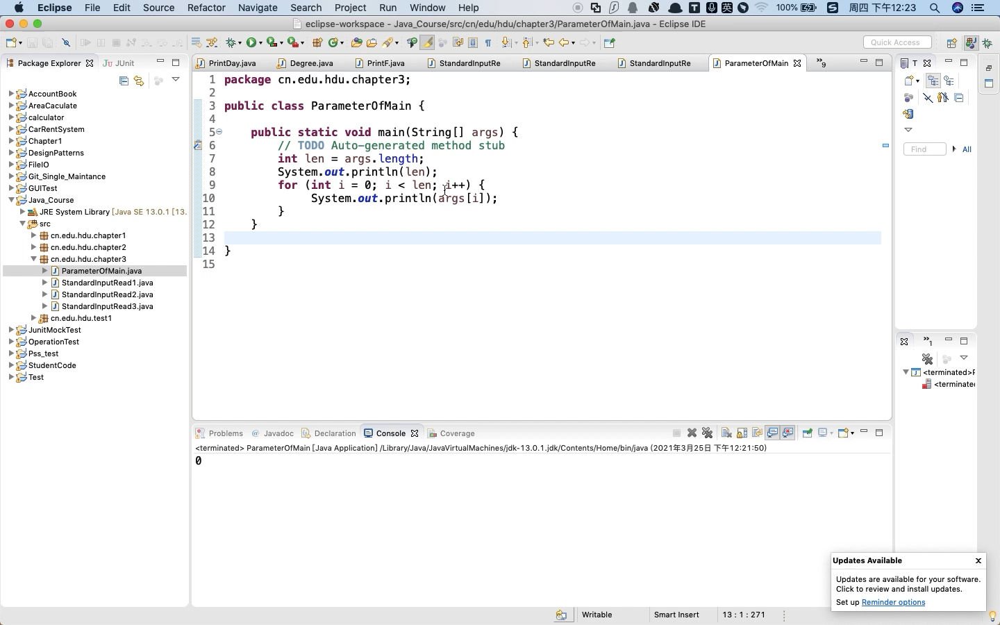 Eclipse File Edit Source Refactor Navigate Search Project Run Window Help 英 100% 周四 下午12:23
eclipse-workspace - Java_Course/src/cn/edu/hdu/chapter3/ParameterOfMain.java - Eclipse IDE
Quick Access
Package Explorer JUnit
PrintDay.java Degree.java PrintF.java StandardInputRe StandardInputRe StandardInputRe ParameterOfMain »9
T
AccountBook
AreaCaculate
calculator
CarRentSystem
Chapter1
DesignPatterns
FileIO
Git_Single_Maintance
GUITest
Java_Course
JRE System Library [Java SE 13.0.1 [13.
src
cn.edu.hdu.chapter1
cn.edu.hdu.chapter2
cn.edu.hdu.chapter3
ParameterOfMain.java
StandardInputRead1.java
StandardInputRead2.java
StandardInputRead3.java
cn.edu.hdu.test1
JunitMockTest
OperationTest
Pss_test
StudentCode
Test
1 package cn.edu.hdu.chapter3;
2
3 public class ParameterOfMain {
4
5 public static void main(String[] args) {
6 // TODO Auto-generated method stub
7 int len = args.length;
8 System.out.println(len);
9 for (int i = 0; i < len; i++) {
10 System.out.println(args[i]);
11 }
12 }
13
14 }
15
Find All
»1
<terminated>P
<terminate
Problems @ Javadoc Declaration Console Coverage
<terminated> ParameterOfMain [Java Application] /Library/Java/JavaVirtualMachines/jdk-13.0.1.jdk/Contents/Home/bin/java (2021年3月25日 下午12:21:50)
0
Updates Available
Updates are available for your software.
Click to review and install updates.
Set up Reminder options
Writable Smart Insert 13 : 1 : 271